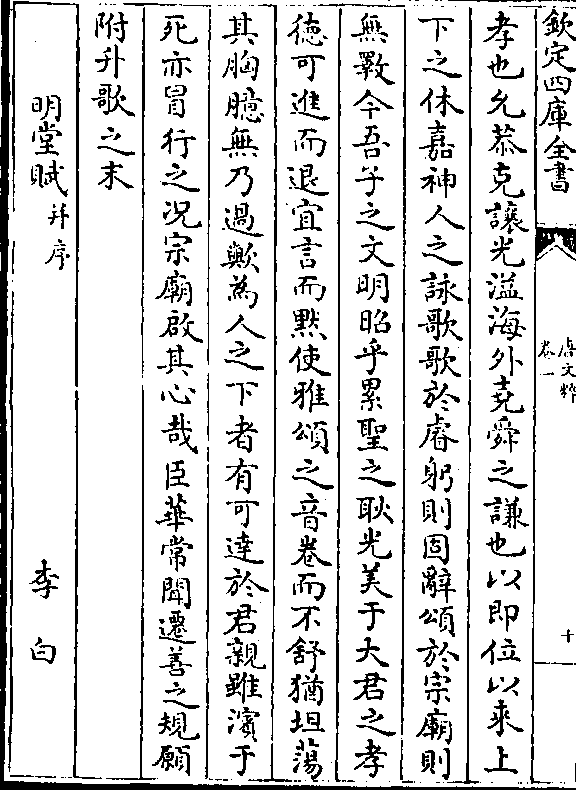 欽定四庫全書
唐文粹
卷一
十
孝也允恭克讓光溢海外堯舜之謙也以即位以來上
下之休嘉神人之詠歌歌於睿躬則固辭頌於宗廟則
無斁今吾子之文明昭乎累聖之耿光美于大君之孝
徳可進而退宜言而黙使雅頌之音卷而不舒猶坦蕩
其胸臆無乃過歟為人之下者有可達於君親雖濱于
死亦冒行之况宗廟啟其心哉臣華常聞遷善之規願
附升歌之末
明堂賦并序 李白